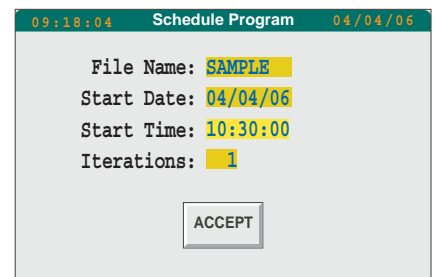 09:18:04 Schedule Program 04/04/06
File Name: SAMPLE
Start Date: 04/04/06
Start Time: 10:30:00
Iterations: 1
ACCEPT